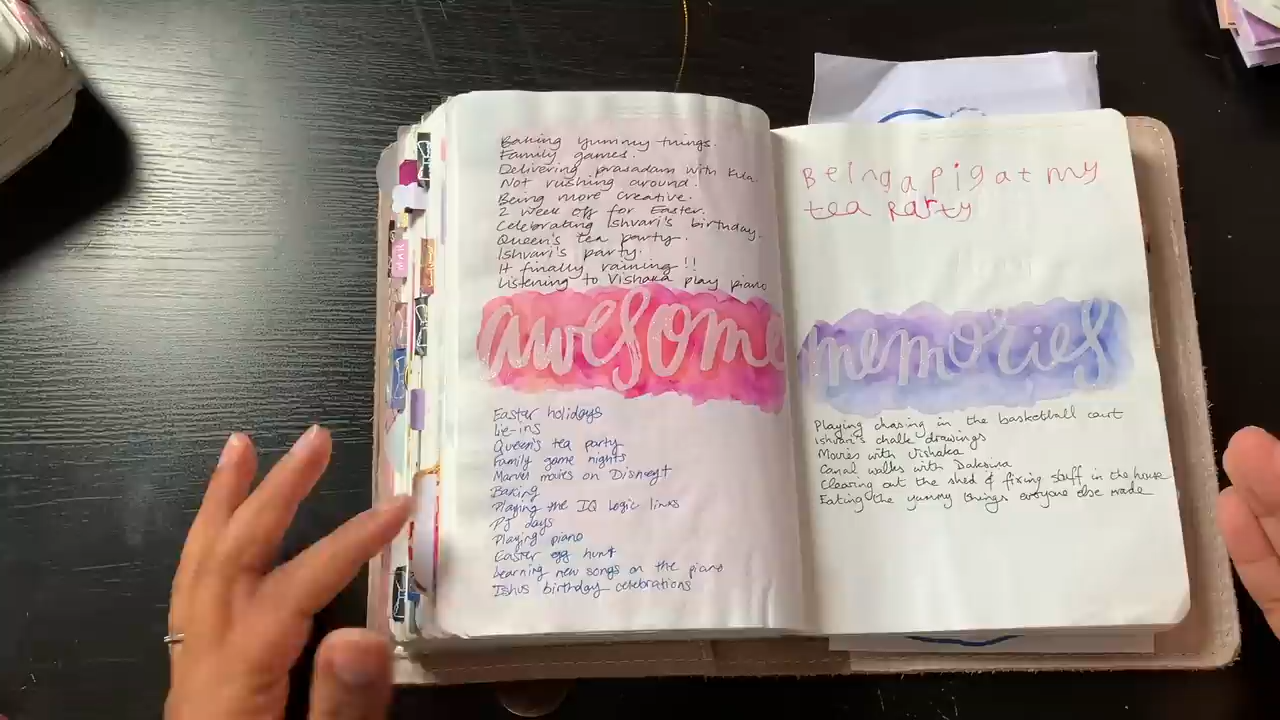 Baking yummy things.
Family games.
Delivering prasadam with Kula
Not rushing around.
Being more creative.
2 week off for Easter.
Celebrating Ishvari's birthday.
Queen's tea party.
Ishvari's party.
It finally raining!!
Listening to Vishaka play piano
awesome
Easter holidays
Lie-ins
Queen's tea party
Family game nights
Marvel movies on Disney+
Baking
Playing the IQ Logic links
PJ days
Playing piano
Easter egg hunt
Learning new songs on the piano
Ishus birthday celebrations
Being a pig at my
tea party
memories
Playing chasing in the basketball court
Ishvari's chalk drawings
Movies with Vishaka
Canal walks with Daksina
Clearing out the shed & fixing stuff in the house
Eating the yummy things everyone else made